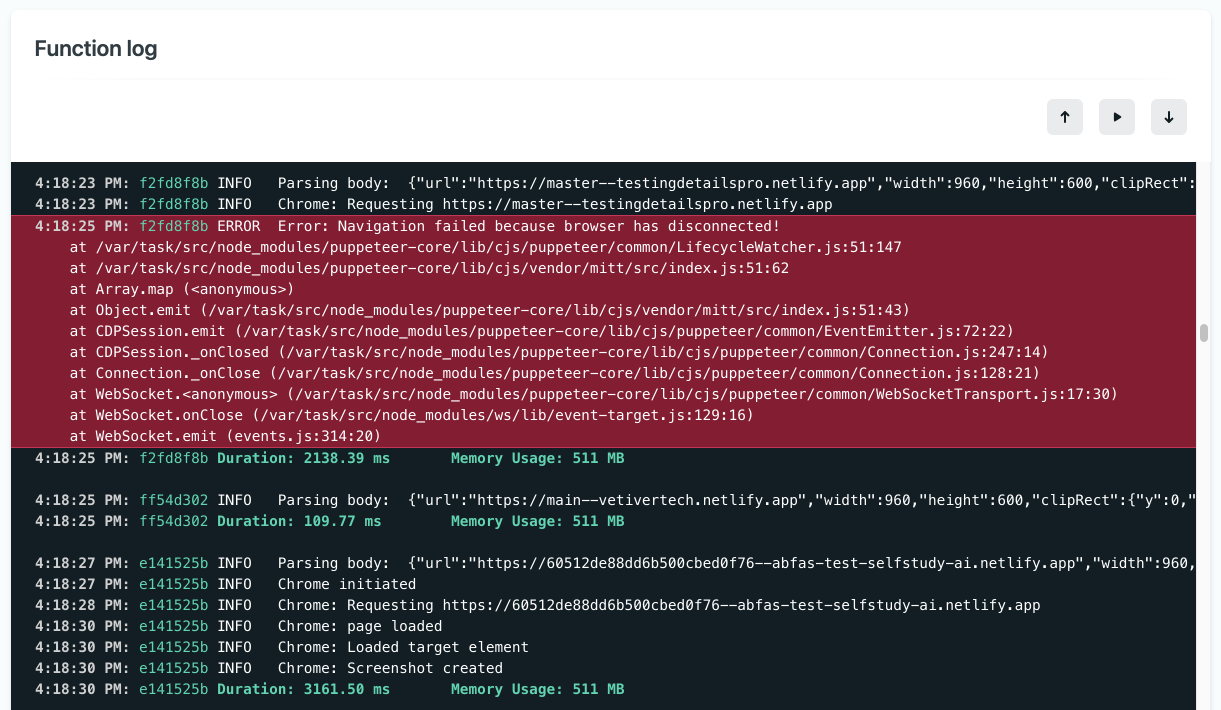 Function log
4:18:23 PM: f2fd8f8b INFO   Parsing body:  {"url":"https://master--testingdetailspro.netlify.app","width":960,"height":600,"clipRect":
4:18:23 PM: f2fd8f8b INFO   Chrome: Requesting https://master--testingdetailspro.netlify.app
4:18:25 PM: f2fd8f8b ERROR  Error: Navigation failed because browser has disconnected!
    at /var/task/src/node_modules/puppeteer-core/lib/cjs/puppeteer/common/LifecycleWatcher.js:51:147
    at /var/task/src/node_modules/puppeteer-core/lib/cjs/vendor/mitt/src/index.js:51:62
    at Array.map (<anonymous>)
    at Object.emit (/var/task/src/node_modules/puppeteer-core/lib/cjs/vendor/mitt/src/index.js:51:43)
    at CDPSession.emit (/var/task/src/node_modules/puppeteer-core/lib/cjs/puppeteer/common/EventEmitter.js:72:22)
    at CDPSession._onClosed (/var/task/src/node_modules/puppeteer-core/lib/cjs/puppeteer/common/Connection.js:247:14)
    at Connection._onClose (/var/task/src/node_modules/puppeteer-core/lib/cjs/puppeteer/common/Connection.js:128:21)
    at WebSocket.<anonymous> (/var/task/src/node_modules/puppeteer-core/lib/cjs/puppeteer/common/WebSocketTransport.js:17:30)
    at WebSocket.onClose (/var/task/src/node_modules/ws/lib/event-target.js:129:16)
    at WebSocket.emit (events.js:314:20)
4:18:25 PM: f2fd8f8b Duration: 2138.39 ms       Memory Usage: 511 MB
4:18:25 PM: ff54d302 INFO   Parsing body:  {"url":"https://main--vetivertech.netlify.app","width":960,"height":600,"clipRect":{"y":0,"
4:18:25 PM: ff54d302 Duration: 109.77 ms        Memory Usage: 511 MB
4:18:27 PM: e141525b INFO   Parsing body:  {"url":"https://60512de88dd6b500cbed0f76--abfas-test-selfstudy-ai.netlify.app","width":960,
4:18:27 PM: e141525b INFO   Chrome initiated
4:18:28 PM: e141525b INFO   Chrome: Requesting https://60512de88dd6b500cbed0f76--abfas-test-selfstudy-ai.netlify.app
4:18:30 PM: e141525b INFO   Chrome: page loaded
4:18:30 PM: e141525b INFO   Chrome: Loaded target element
4:18:30 PM: e141525b INFO   Chrome: Screenshot created
4:18:30 PM: e141525b Duration: 3161.50 ms       Memory Usage: 511 MB